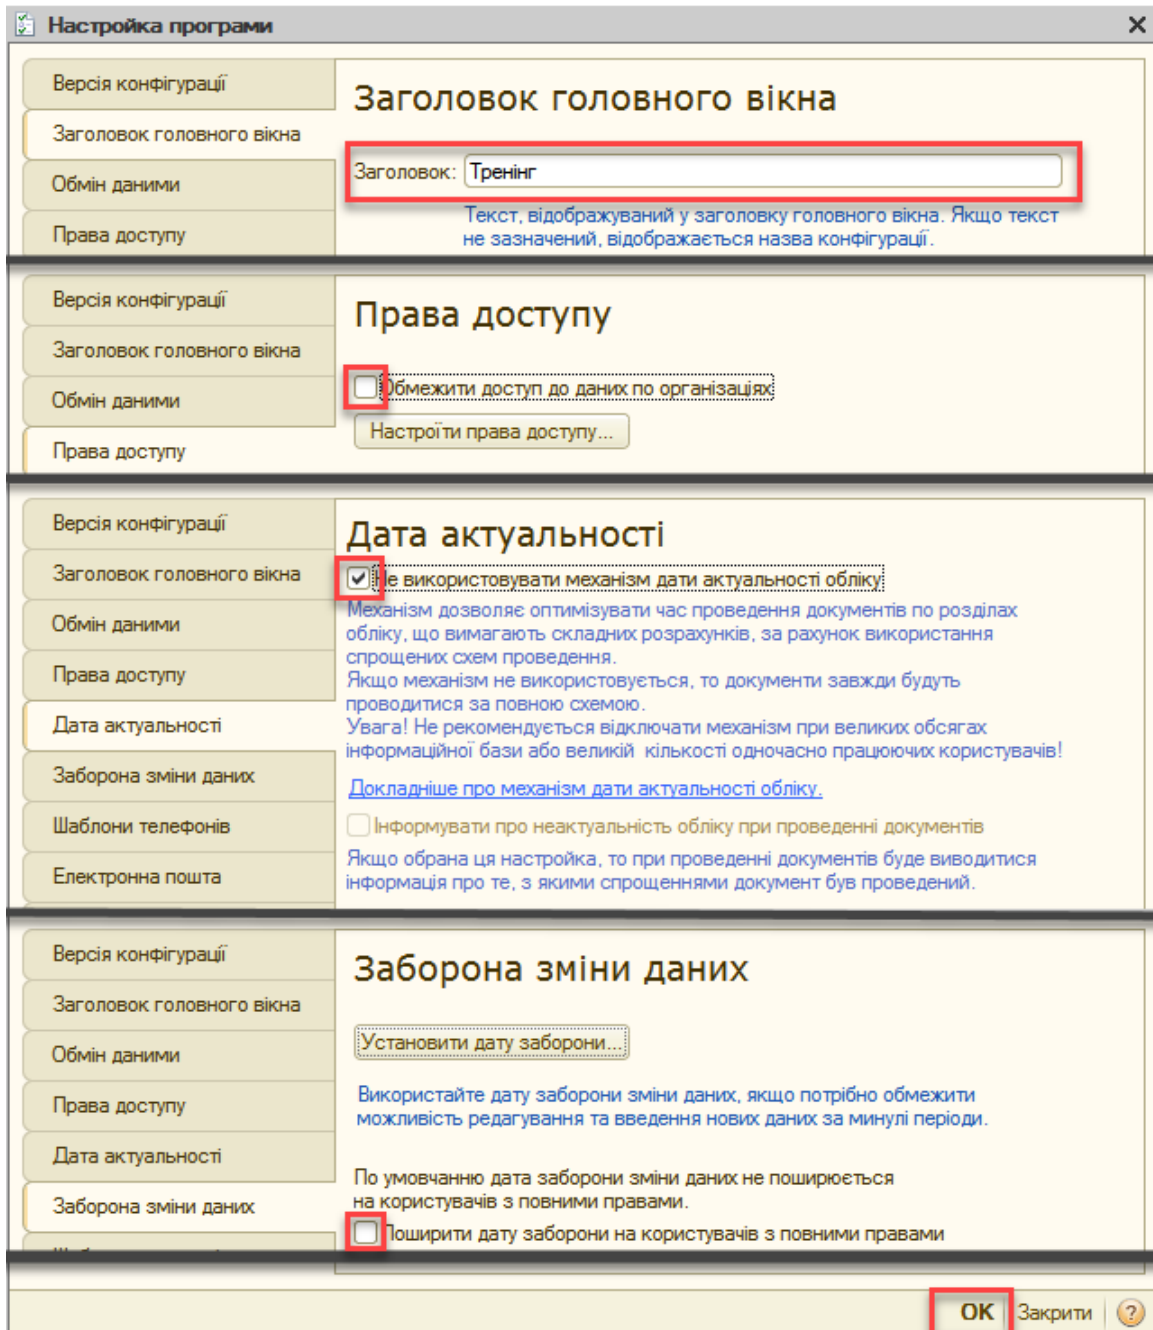 Настройка програми
Версія конфігурації
Заголовок головного вікна
Обмін даними
Права доступу
Заголовок головного вікна
Заголовок: Тренінг
Текст, відображуваний у заголовку головного вікна. Якщо текст
не зазначений, відображається назва конфігурації.
Версія конфігурації
Заголовок головного вікна
Обмін даними
Права доступу
Права доступу
Обмежити доступ до даних по організаціях
Настроїти права доступу...
Версія конфігурації
Заголовок головного вікна
Обмін даними
Права доступу
Дата актуальності
Заборона зміни даних
Шаблони телефонів
Електронна пошта
Дата актуальності
Не використовувати механізм дати актуальності обліку
Механізм дозволяє оптимізувати час проведення документів по розділах
обліку, що вимагають складних розрахунків, за рахунок використання
спрощених схем проведення.
Якщо механізм не використовується, то документи завжди будуть
проводитися за повною схемою.
Увага! Не рекомендується відключати механізм при великих обсягах
інформаційної бази або великій кількості одночасно працюючих користувачів!
Докладніше про механізм дати актуальності обліку.
Інформувати про неактуальність обліку при проведенні документів
Якщо обрана ця настройка, то при проведенні документів буде виводитися
інформація про те, з якими спрощеннями документ був проведений.
Версія конфігурації
Заголовок головного вікна
Обмін даними
Права доступу
Дата актуальності
Заборона зміни даних
Заборона зміни даних
Установити дату заборони...
Використайте дату заборони зміни даних, якщо потрібно обмежити
можливість редагування та введення нових даних за минулі періоди.
По умовчанню дата заборони зміни даних не поширюється
на користувачів з повними правами.
Поширити дату заборони на користувачів з повними правами
OK Закрити ?